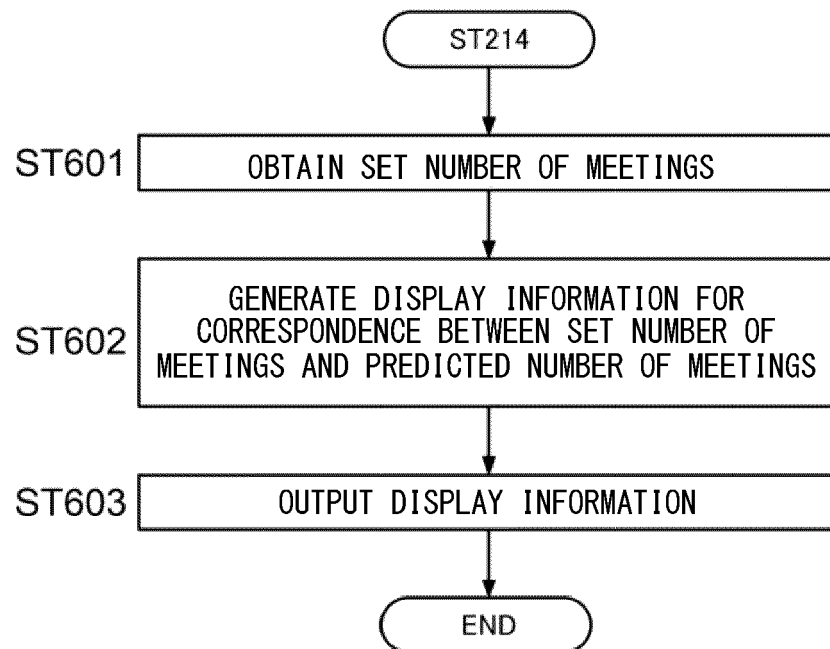 ST214
ST601
OBTAIN SET NUMBER OF MEETINGS
ST602
GENERATE DISPLAY INFORMATION FOR
CORRESPONDENCE BETWEEN SET NUMBER OF
MEETINGS AND PREDICTED NUMBER OF MEETINGS
ST603
OUTPUT DISPLAY INFORMATION
END